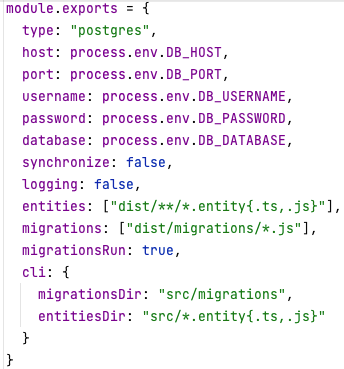 module.exports = {
  type: "postgres",
  host: process.env.DB_HOST,
  port: process.env.DB_PORT,
  username: process.env.DB_USERNAME,
  password: process.env.DB_PASSWORD,
  database: process.env.DB_DATABASE,
  synchronize: false,
  logging: false,
  entities: ["dist/**/*.entity{.ts,.js}"],
  migrations: ["dist/migrations/*.js"],
  migrationsRun: true,
  cli: {
    migrationsDir: "src/migrations",
    entitiesDir: "src/*.entity{.ts,.js}"
  }
}